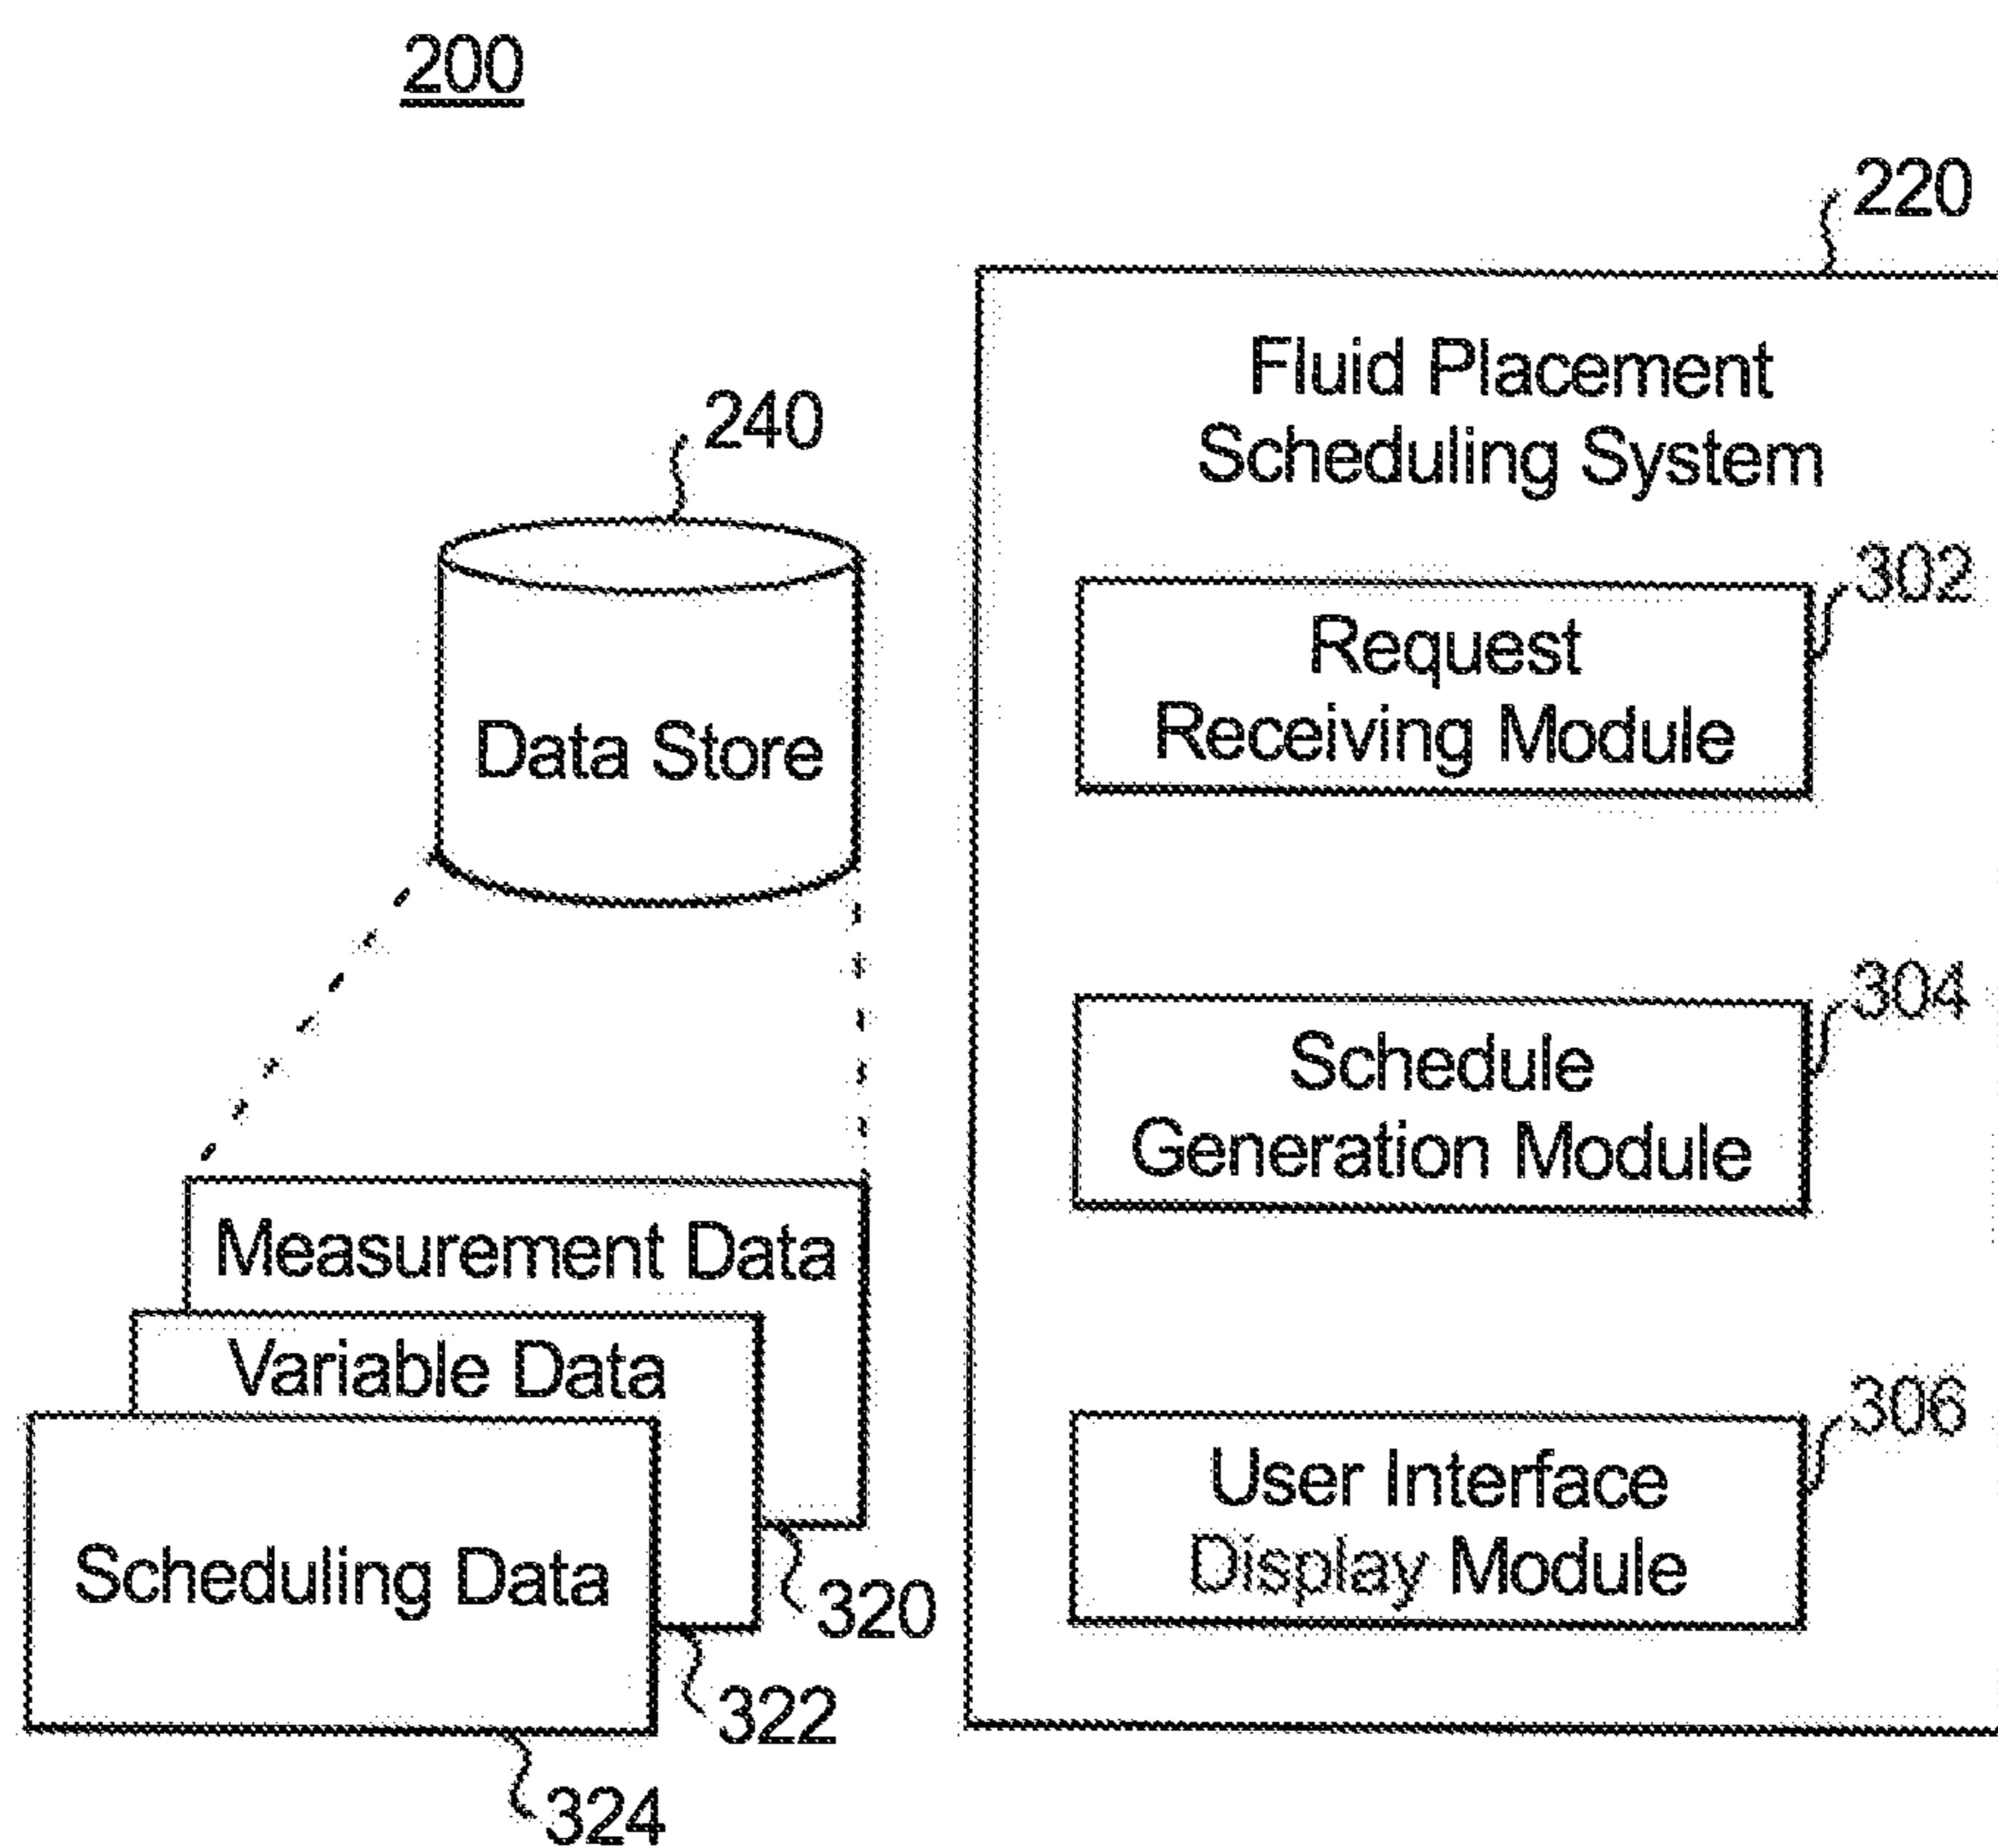 200
220
Fluid Placement
Scheduling System
240
302
Request
Receiving Module
Data Store
304
Schedule
Generation Module
Measurement Data
Variable Data
306
User Interface
Display Module
Scheduling Data
320
322
324